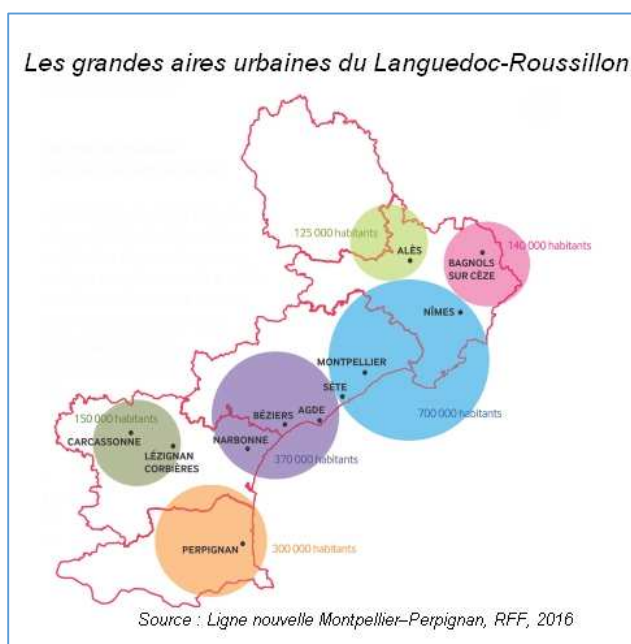 Les grandes aires urbaines du Languedoc-Roussillon
125 000 habitants
ALÈS
140 000 habitants
BAGNOLS
SUR CÈZE
NÎMES
MONTPELLIER
SÈTE
700 000 habitants
AGDE
BÉZIERS
NARBONNE
370 000 habitants
150 000 habitants
CARCASSONNE
LÉZIGNAN
CORBIÈRES
PERPIGNAN
300 000 habitants
Source : Ligne nouvelle Montpellier–Perpignan, RFF, 2016